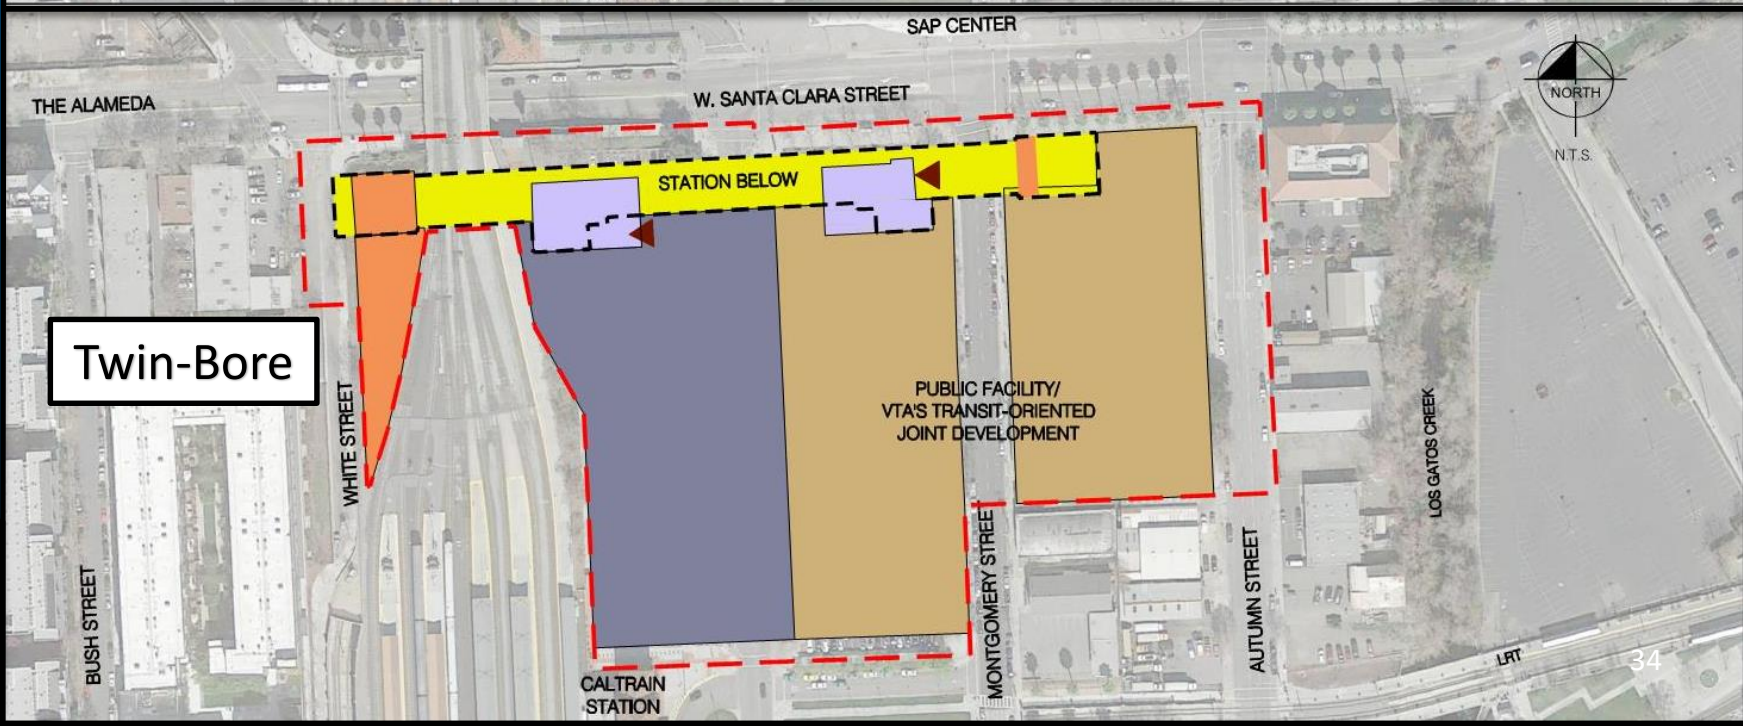 SAP CENTER
THE ALAMEDA
W. SANTA CLARA STREET
NORTH
N.T.S.
STATION BELOW
Twin-Bore
WHITE STREET
PUBLIC FACILITY/
VTA'S TRANSIT-ORIENTED
JOINT DEVELOPMENT
LOS GATOS CREEK
BUSH STREET
MONTGOMERY STREET
AUTUMN STREET
LRT
34
CALTRAIN
STATION